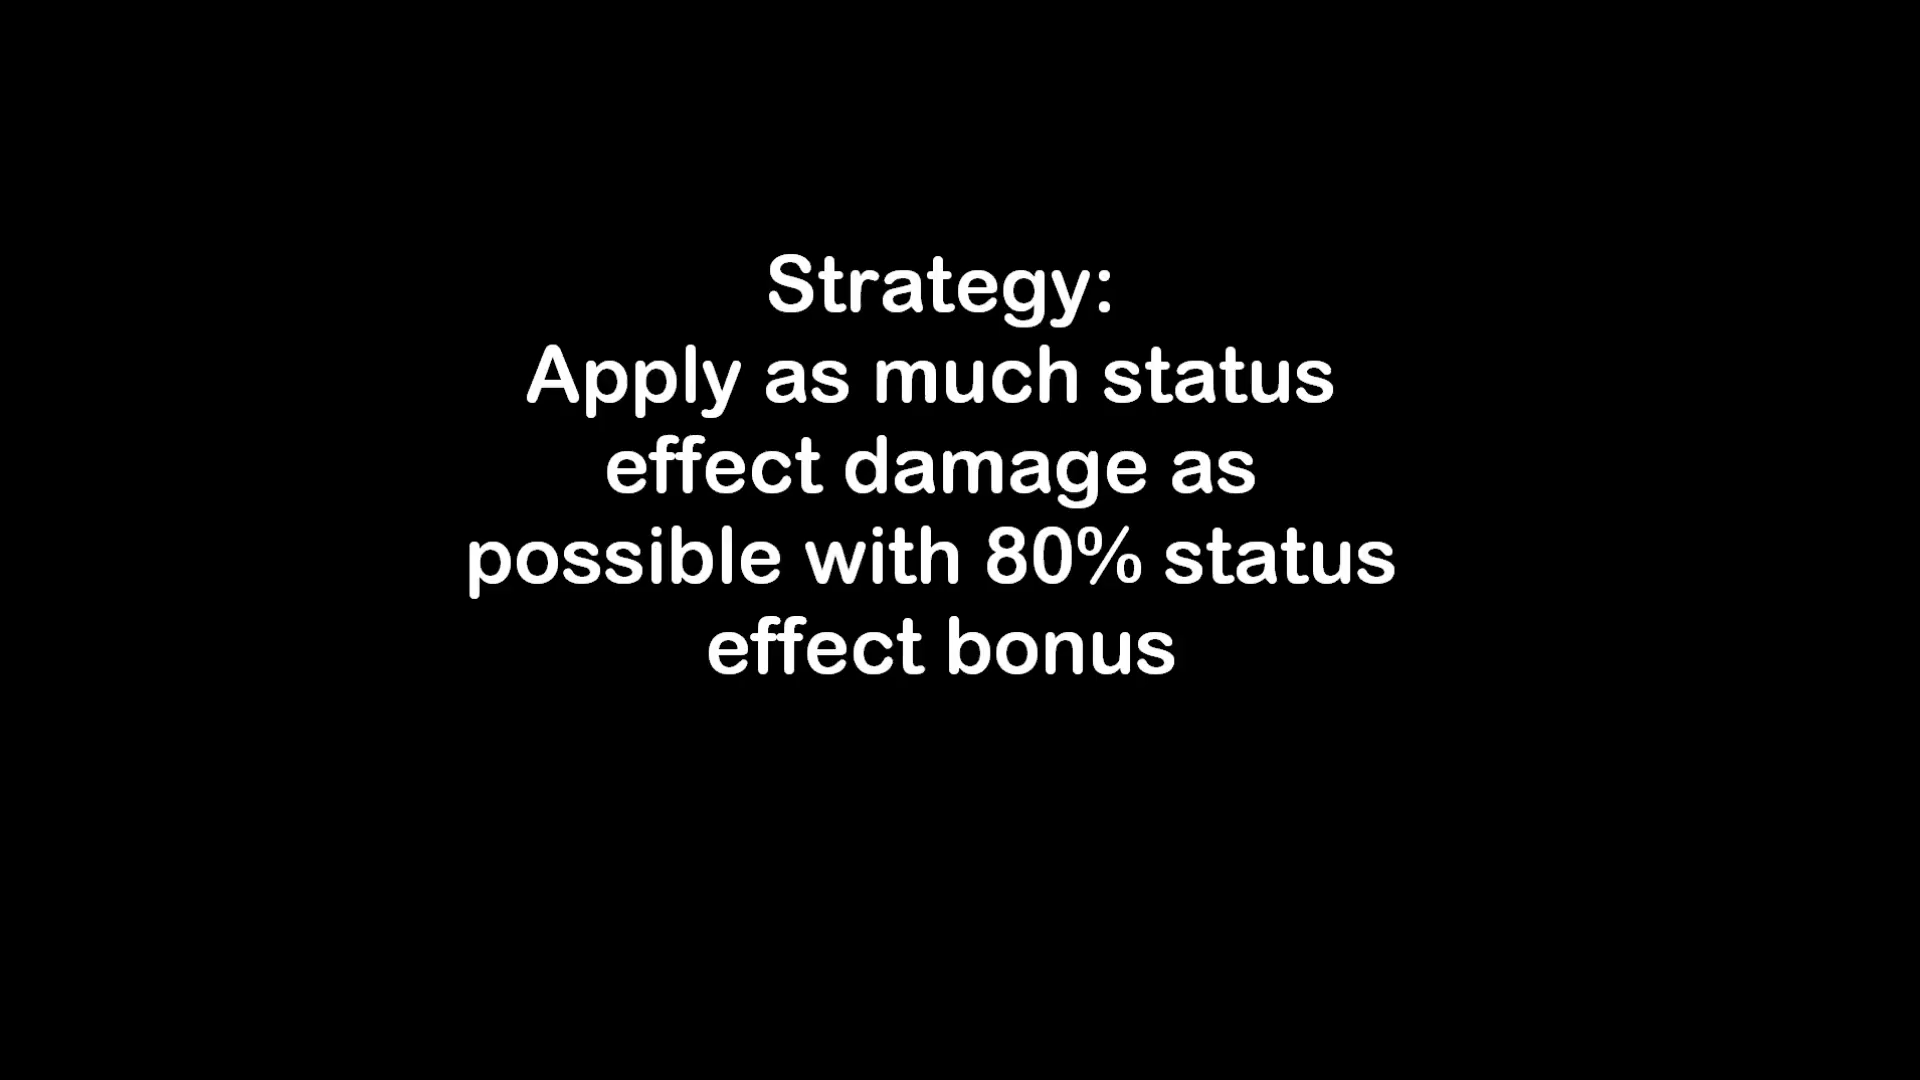 Strategy:
Apply as much status
effect damage as
possible with 80% status
effect bonus